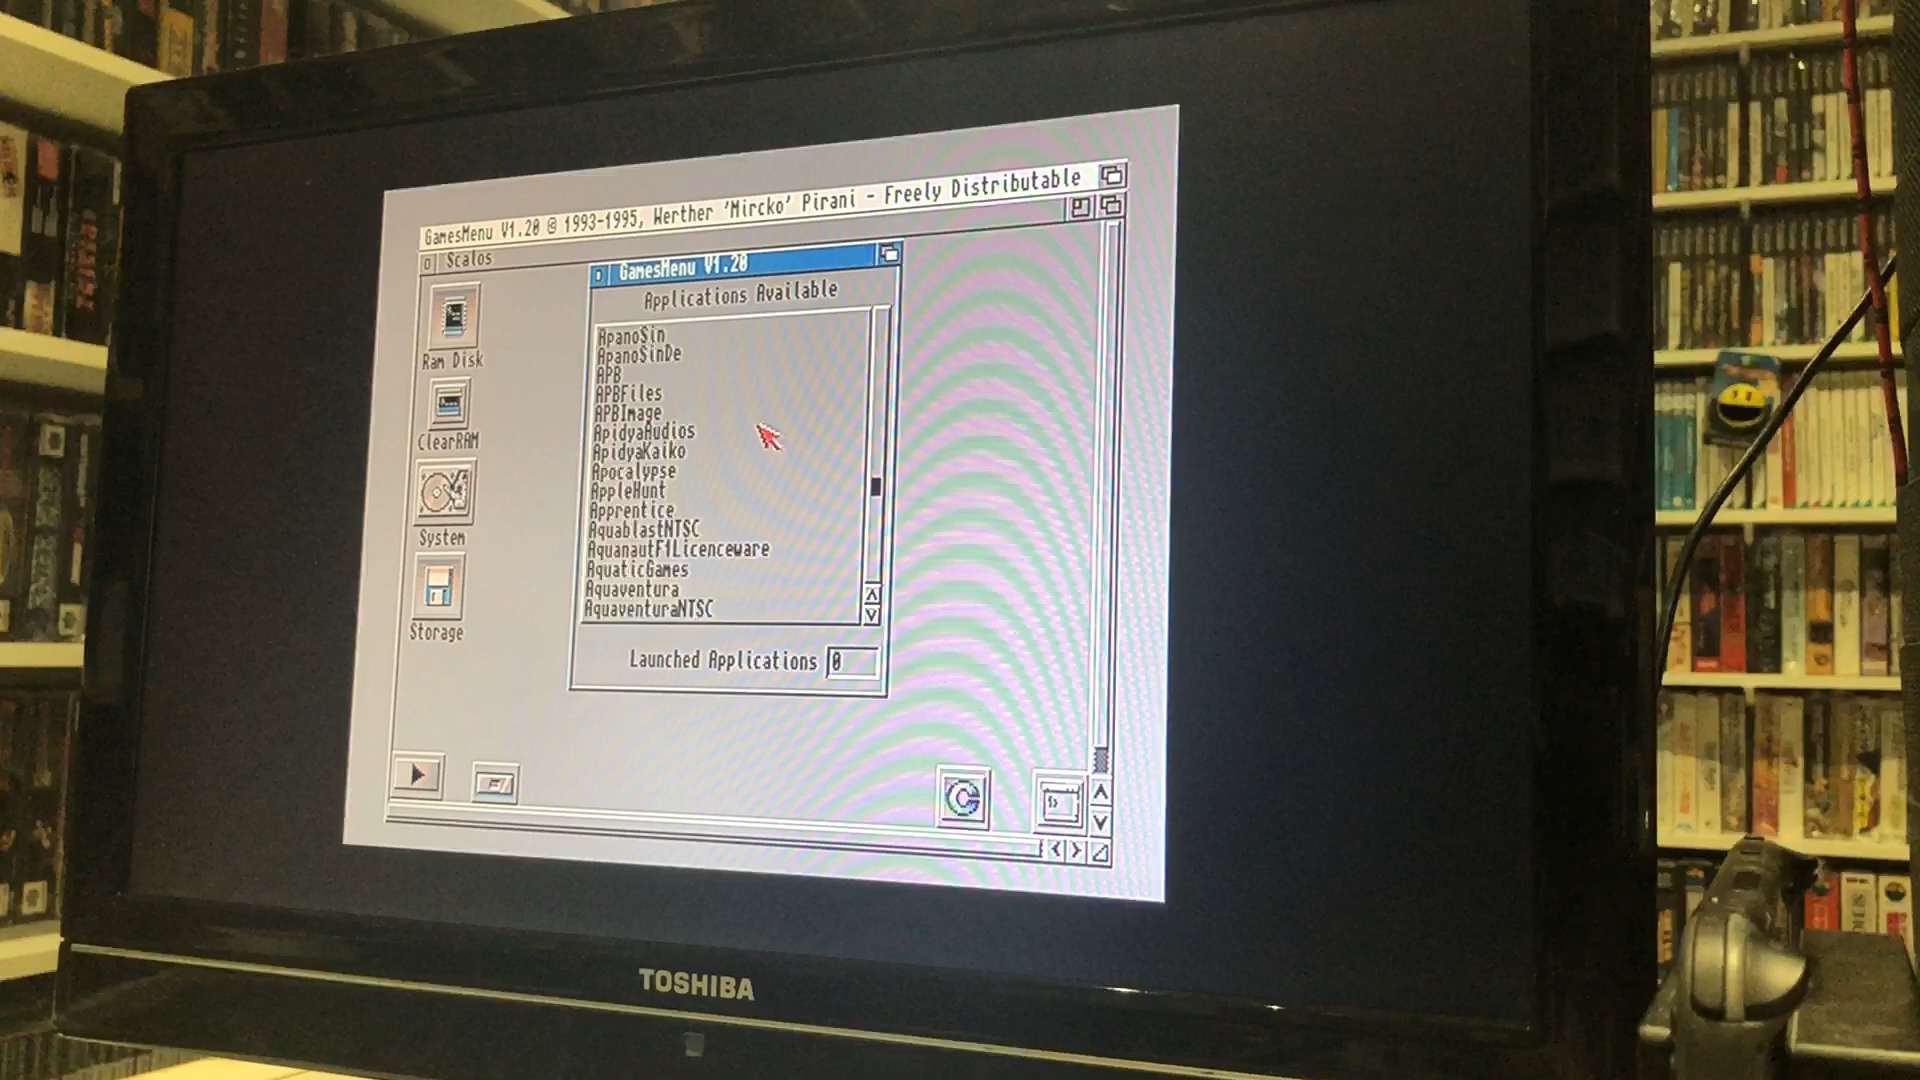 GamesMenu V1.20 @ 1993-1995, Werther 'Mircko' Pirani - Freely Distributable
Scalos
GamesMenu V1.20
Applications Available
ApanoSin
ApanoSinDe
APB
APBFiles
APBImage
ApidyaAudios
ApidyaKaiko
Apocalypse
AppleHunt
Apprentice
AquablastNTSC
AquanautF1Licenceware
AquaticGames
Aquaventura
AquaventuraNTSC
Launched Applications 0
Ram Disk
ClearRAM
System
Storage
TOSHIBA